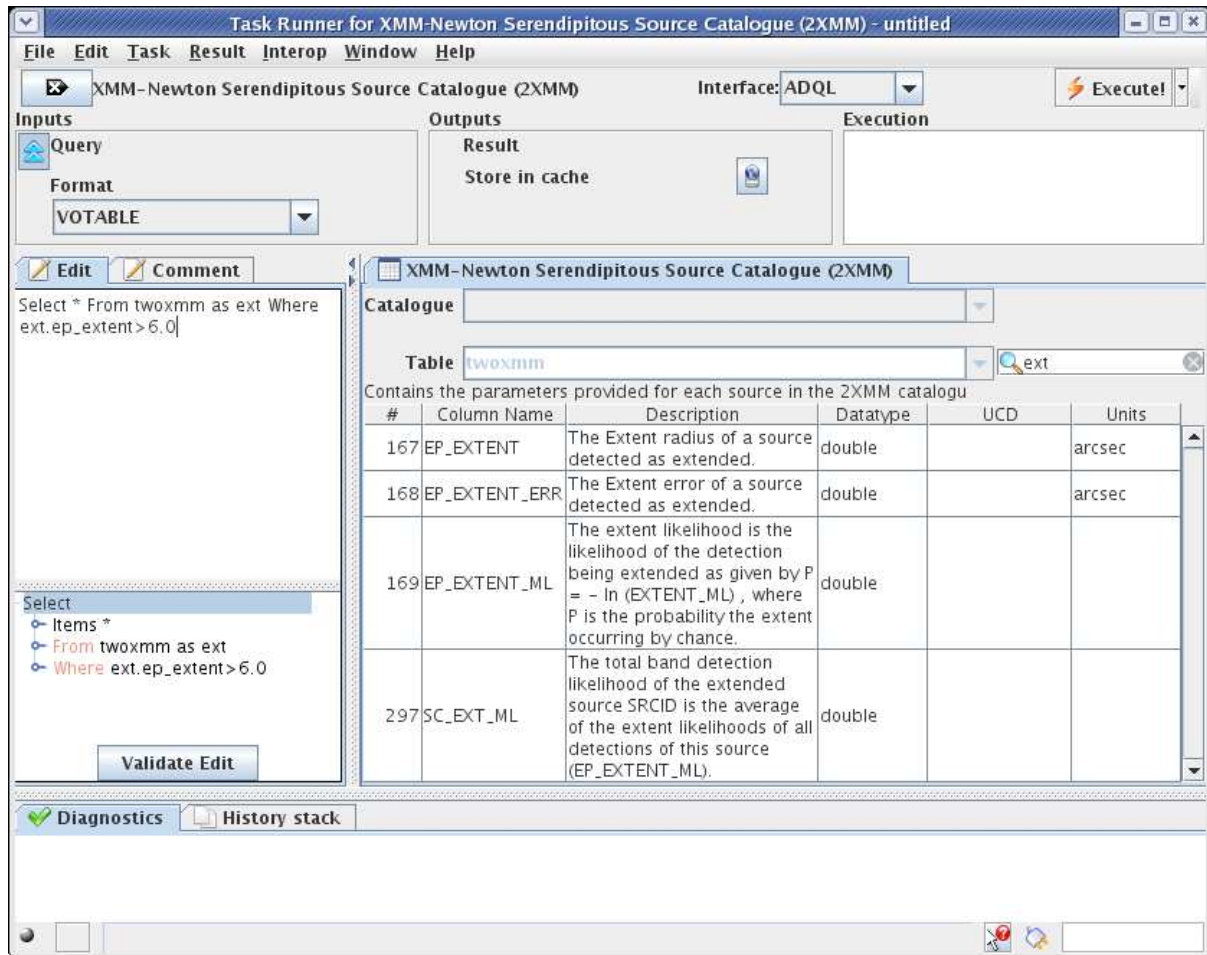 Task Runner for XMM-Newton Serendipitous Source Catalogue (2XMM) - untitled
File Edit Task Result Interop Window Help
XMM-Newton Serendipitous Source Catalogue (2XMM)
Interface: ADQL
Execute!
Inputs
Outputs
Execution
Query
Result
Format
Store in cache
VOTABLE
Edit
Comment
XMM-Newton Serendipitous Source Catalogue (2XMM)
Select * From twoxmm as ext Where
ext.ep_extent>6.0
Select
Items *
From twoxmm as ext
Where ext.ep_extent>6.0
Validate Edit
Catalogue
Table twoxmm
ext
Contains the parameters provided for each source in the 2XMM catalogu
# Column Name Description Datatype UCD Units
167 EP_EXTENT The Extent radius of a source
detected as extended. double arcsec
168 EP_EXTENT_ERR The Extent error of a source
detected as extended. double arcsec
169 EP_EXTENT_ML The extent likelihood is the
likelihood of the detection
being extended as given by P
= - ln (EXTENT_ML) , where
P is the probability the extent
occurring by chance. double
297 SC_EXT_ML The total band detection
likelihood of the extended
source SRCID is the average
of the extent likelihoods of all
detections of this source
(EP_EXTENT_ML). double
Diagnostics
History stack